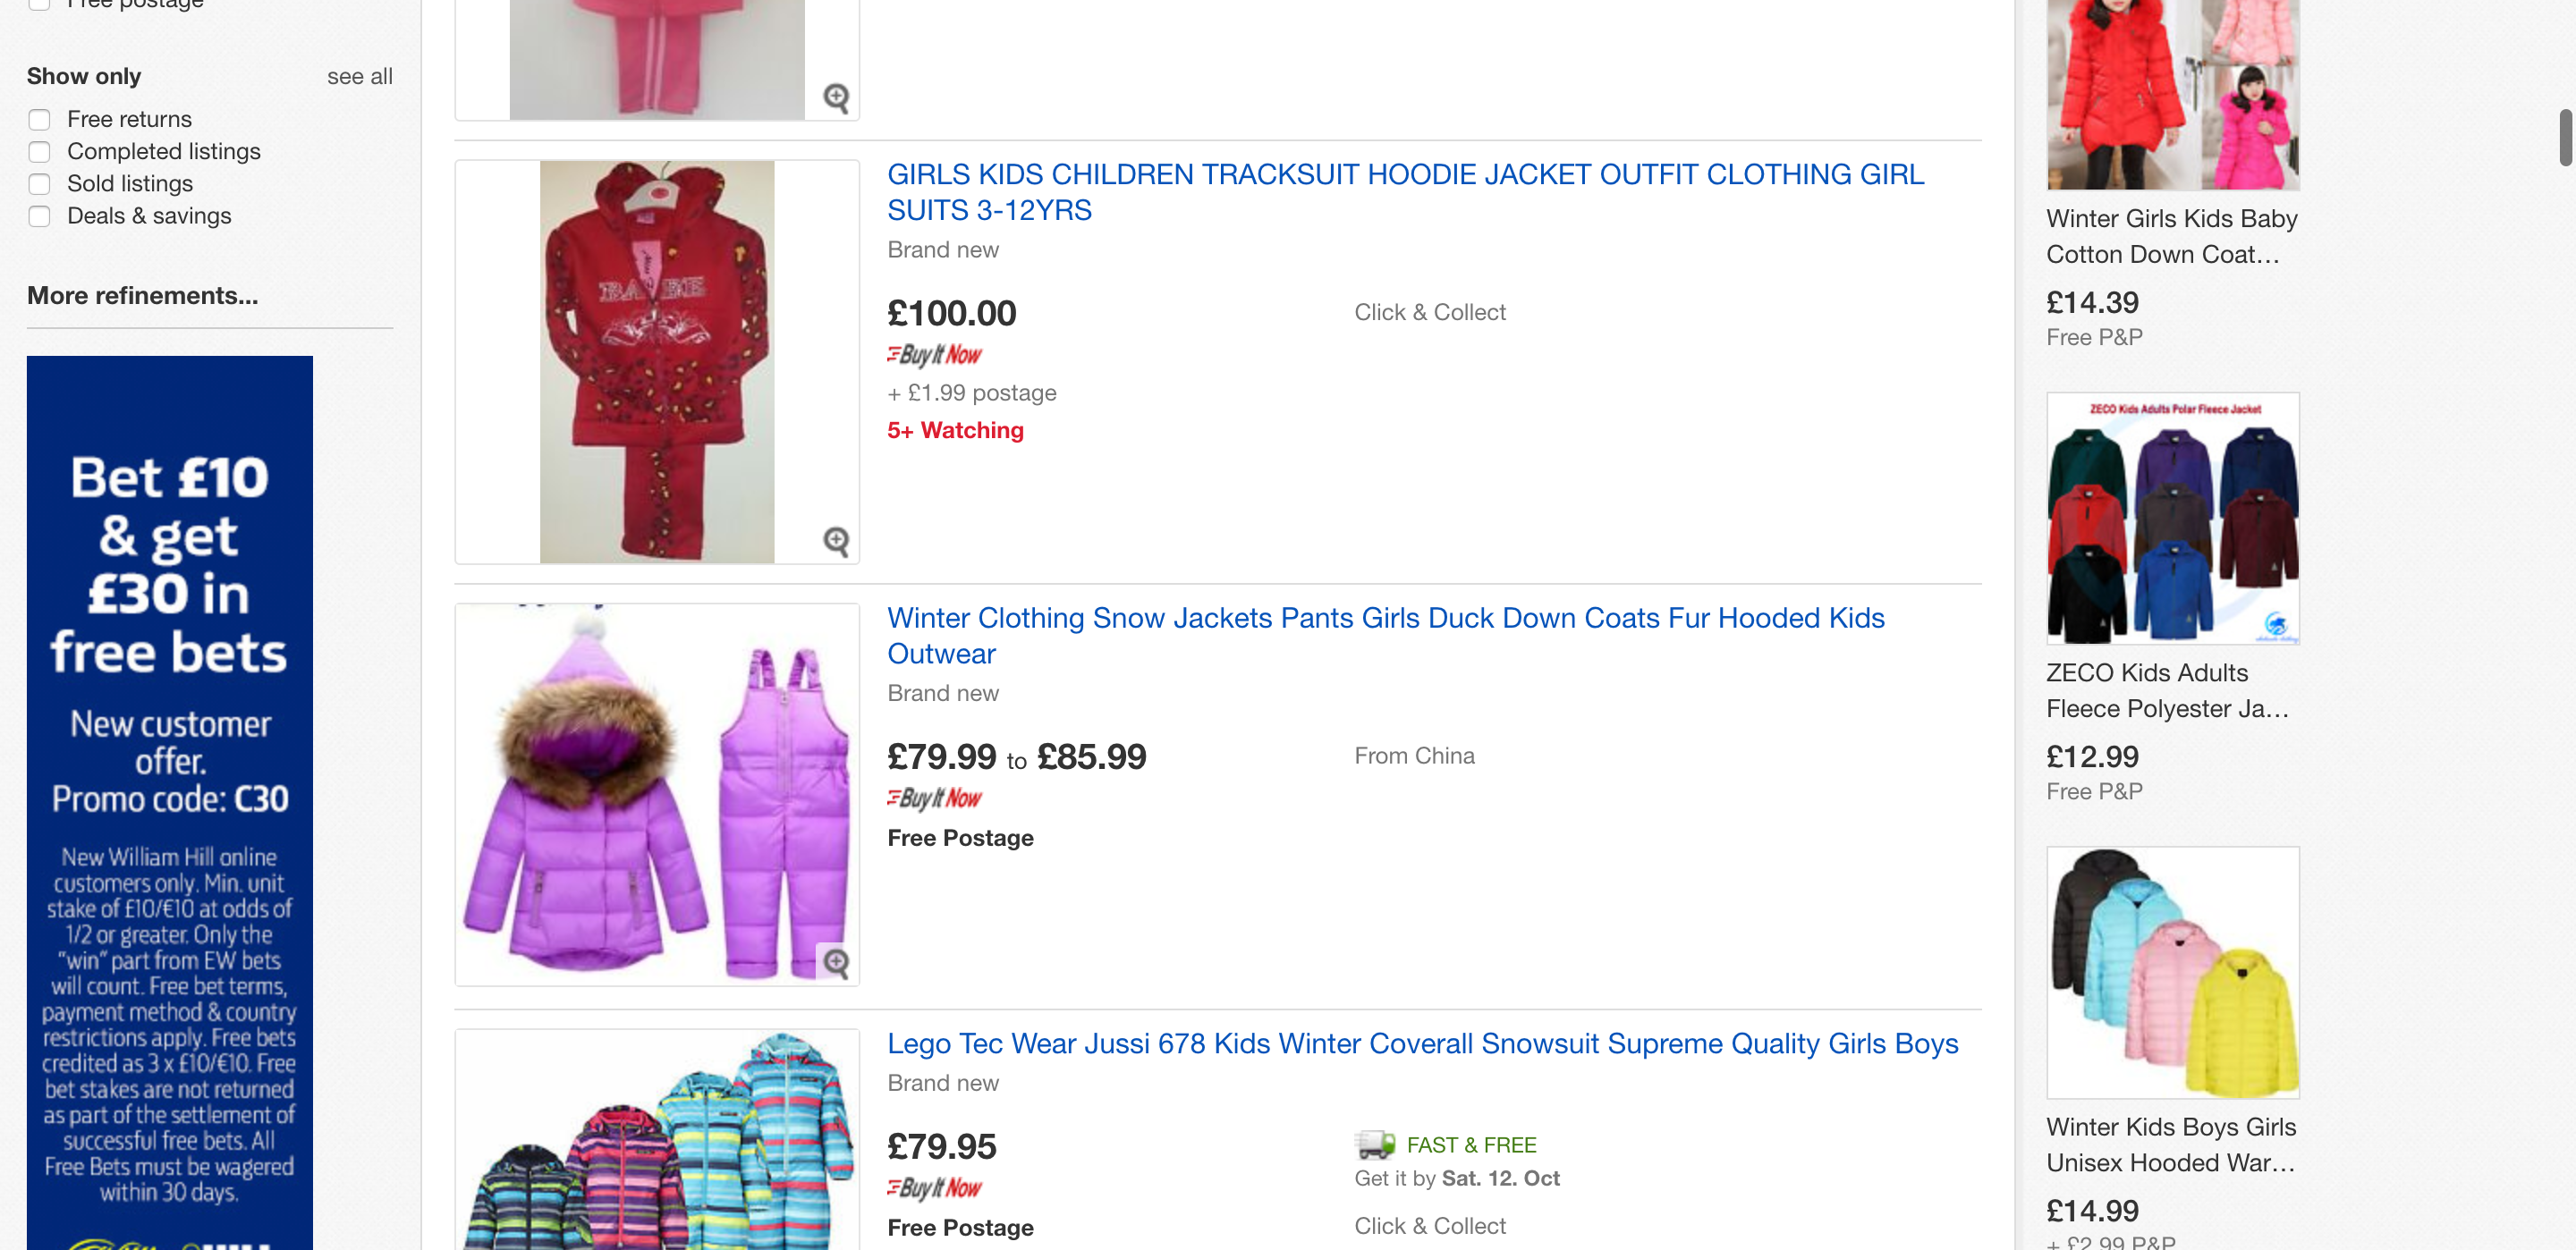 Free postage
Show only
see all
Free returns
Completed listings
Sold listings
Deals & savings
More refinements...
Bet £10
& get
£30 in
free bets
New customer
offer.
Promo code: C30
New William Hill online
customers only. Min. unit
stake of £10/€10 at odds of
1/2 or greater. Only the
"win" part from EW bets
will count. Free bet terms,
payment method & country
restrictions apply. Free bets
credited as 3 x £10/€10. Free
bet stakes are not returned
as part of the settlement of
successful free bets. All
Free Bets must be wagered
within 30 days.
GIRLS KIDS CHILDREN TRACKSUIT HOODIE JACKET OUTFIT CLOTHING GIRL
SUITS 3-12YRS
Brand new
£100.00
Click & Collect
Buy It Now
+ £1.99 postage
5+ Watching
Winter Clothing Snow Jackets Pants Girls Duck Down Coats Fur Hooded Kids
Outwear
Brand new
£79.99 to £85.99
From China
Buy It Now
Free Postage
Lego Tec Wear Jussi 678 Kids Winter Coverall Snowsuit Supreme Quality Girls Boys
Brand new
£79.95
FAST & FREE
Buy It Now
Get it by Sat. 12. Oct
Free Postage
Click & Collect
Winter Girls Kids Baby
Cotton Down Coat...
£14.39
Free P&P
ZECO Kids Adults Polar Fleece Jacket
ZECO Kids Adults
Fleece Polyester Ja...
£12.99
Free P&P
Winter Kids Boys Girls
Unisex Hooded War...
£14.99
+ £2.99 P&P